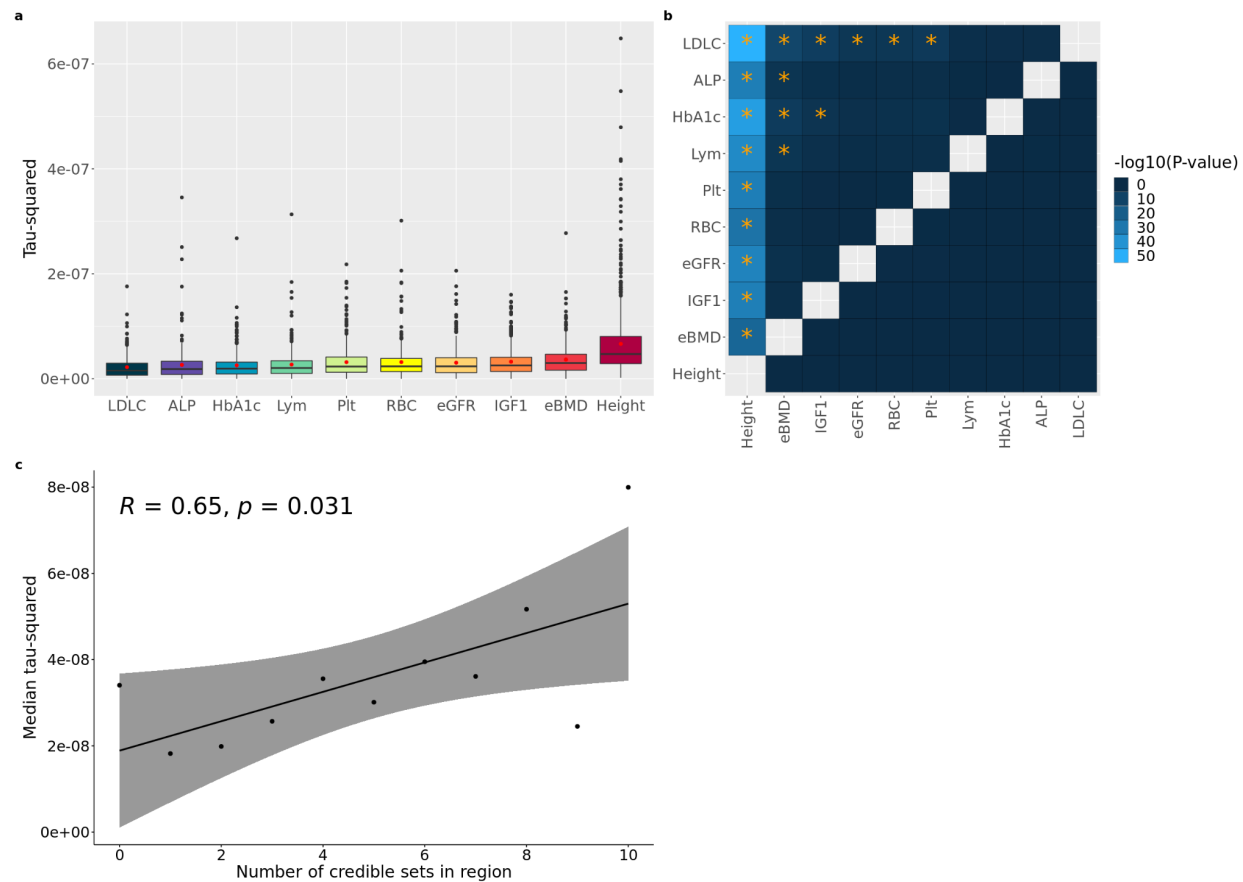 a
Tau-squared
6e-07
4e-07
2e-07
0e+00
LDLC ALP HbA1c Lym Plt RBC eGFR IGF1 eBMD Height
b
LDLC * * * * * *
ALP * *
HbA1c * * *
Lym * *
Plt *
RBC *
eGFR *
IGF1 *
eBMD *
Height
Height eBMD IGF1 eGFR RBC Plt Lym HbA1c ALP LDLC
-log10(P-value)
0
10
20
30
40
50
c
R = 0.65, p = 0.031
Median tau-squared
8e-08
6e-08
4e-08
2e-08
0e+00
0 2 4 6 8 10
Number of credible sets in region